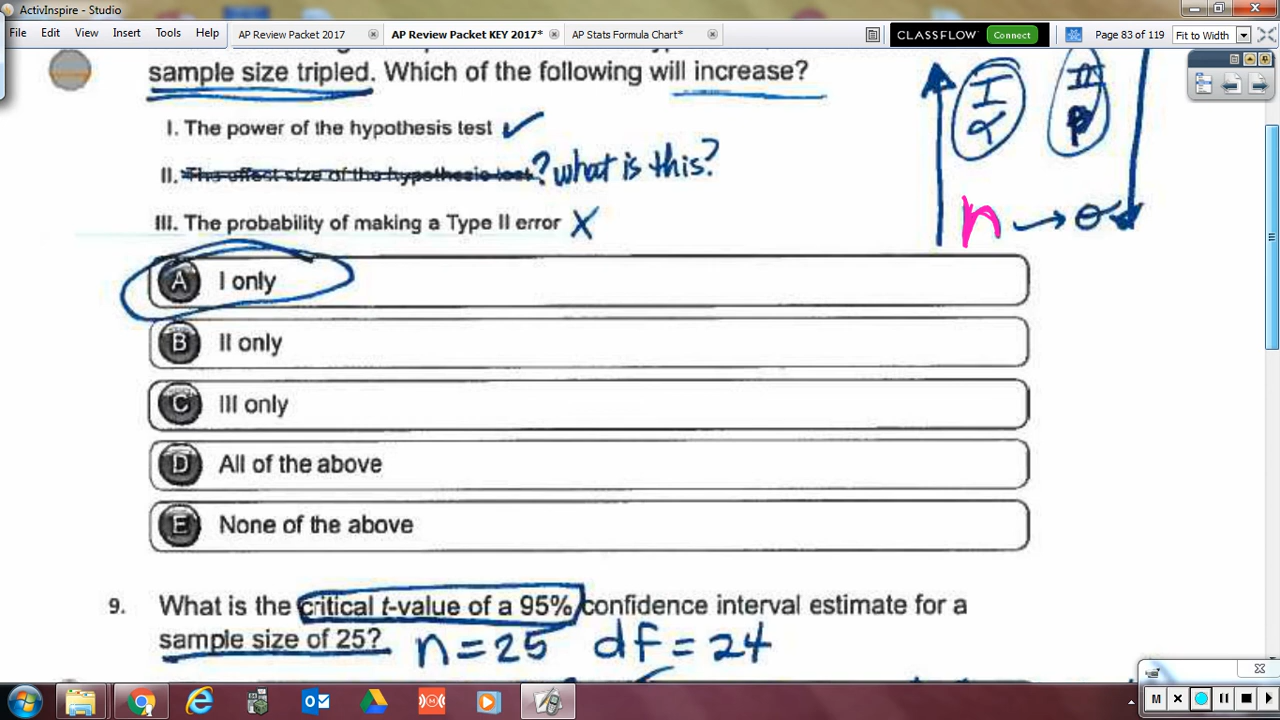 ActivInspire - Studio
File Edit View Insert Tools Help AP Review Packet 2017 AP Review Packet KEY 2017* AP Stats Formula Chart* CLASSFLOW Connect Page 83 of 119 Fit to Width
sample size tripled. Which of the following will increase?
I. The power of the hypothesis test ✓
II. The effect size of the hypothesis test ? what is this?
III. The probability of making a Type II error X
I II
α β
n → σ
A I only
B II only
C III only
D All of the above
E None of the above
9. What is the critical t-value of a 95% confidence interval estimate for a
sample size of 25? n=25 df = 24
M